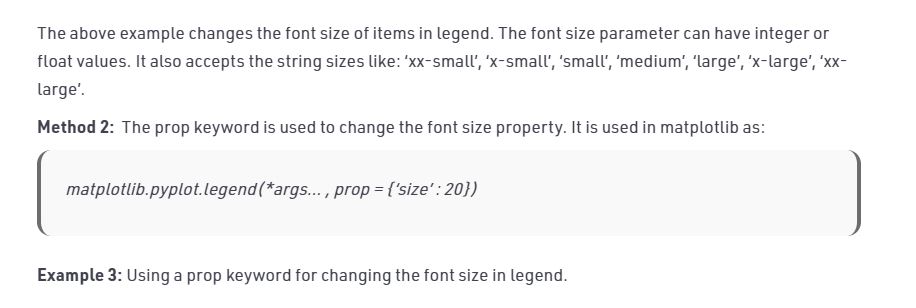 The above example changes the font size of items in legend. The font size parameter can have integer or
float values. It also accepts the string sizes like: ‘xx-small’, ‘x-small’, ‘small’, ‘medium’, ‘large’, ‘x-large’, ‘xx-
large’.
Method 2:  The prop keyword is used to change the font size property. It is used in matplotlib as:
matplotlib.pyplot.legend(*args… , prop = {‘size’ : 20})
Example 3: Using a prop keyword for changing the font size in legend.